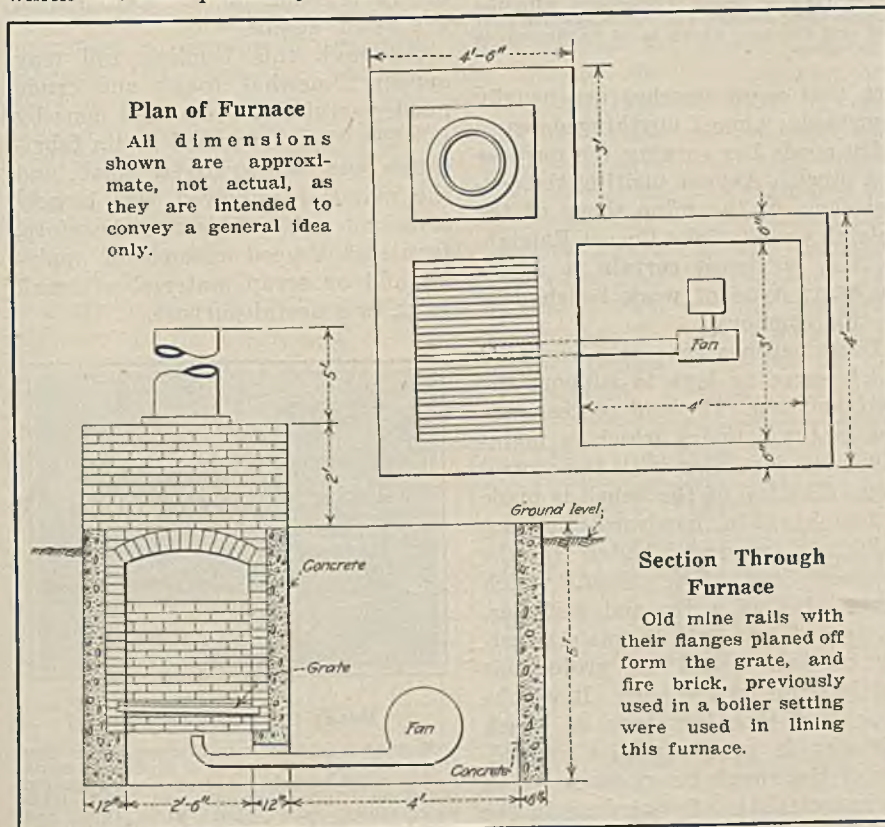 Plan of Furnace
All dimensions
shown are approxi-
mate, not actual, as
they are intended to
convey a general idea
only.
4'-6"
3'
6"
3'
4'
6"
Fan
4'
5'
2'
Ground level
Concrete
Grate
Fan
Concrete
5'
12"
2'-6"
12"
4'
6"
Section Through
Furnace
Old mine rails with
their flanges planed off
form the grate, and
fire brick, previously
used in a boiler setting
were used in lining
this furnace.